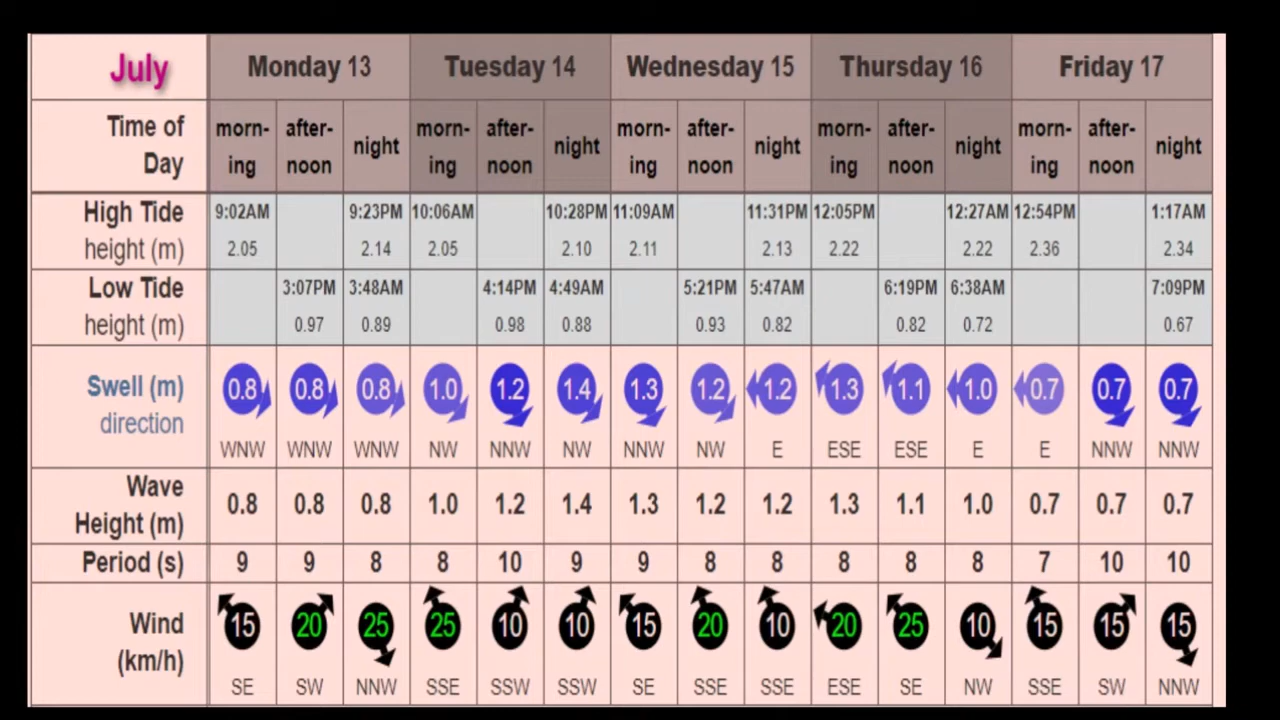 July Monday 13 Tuesday 14 Wednesday 15 Thursday 16 Friday 17
Time of Day morn-ing after-noon night morn-ing after-noon night morn-ing after-noon night morn-ing after-noon night morn-ing after-noon night
High Tide 9:02AM 9:23PM 10:06AM 10:28PM 11:09AM 11:31PM 12:05PM 12:27AM 12:54PM 1:17AM
height (m) 2.05 2.14 2.05 2.10 2.11 2.13 2.22 2.22 2.36 2.34
Low Tide 3:07PM 3:48AM 4:14PM 4:49AM 5:21PM 5:47AM 6:19PM 6:38AM 7:09PM
height (m) 0.97 0.89 0.98 0.88 0.93 0.82 0.82 0.72 0.67
Swell (m) 0.8 0.8 0.8 1.0 1.2 1.4 1.3 1.2 1.2 1.3 1.1 1.0 0.7 0.7 0.7
direction WNW WNW WNW NW NNW NW NNW NW E ESE ESE E E NNW NNW
Wave
Height (m) 0.8 0.8 0.8 1.0 1.2 1.4 1.3 1.2 1.2 1.3 1.1 1.0 0.7 0.7 0.7
Period (s) 9 9 8 8 10 9 9 8 8 8 8 8 7 10 10
Wind 15 20 25 25 10 10 15 20 10 20 25 10 15 15 15
(km/h) SE SW NNW SSE SSW SSW SE SSE SSE ESE SE NW SSE SW NNW